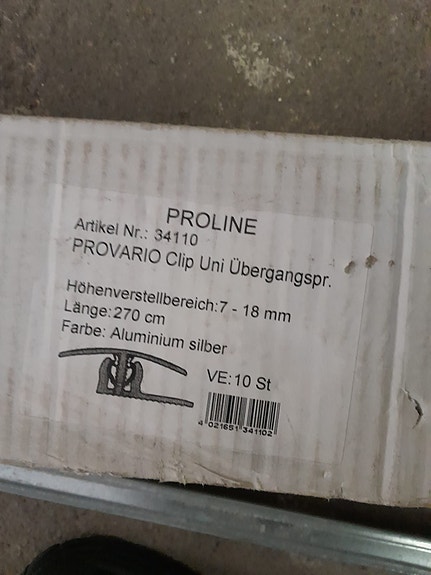 PROLINE
Artikel Nr.: 34110
PROVARIO Clip Uni Übergangspr.
Höhenverstellbereich:7 - 18 mm
Länge:270 cm
Farbe: Aluminium silber
VE:10 St
4 021651 341102